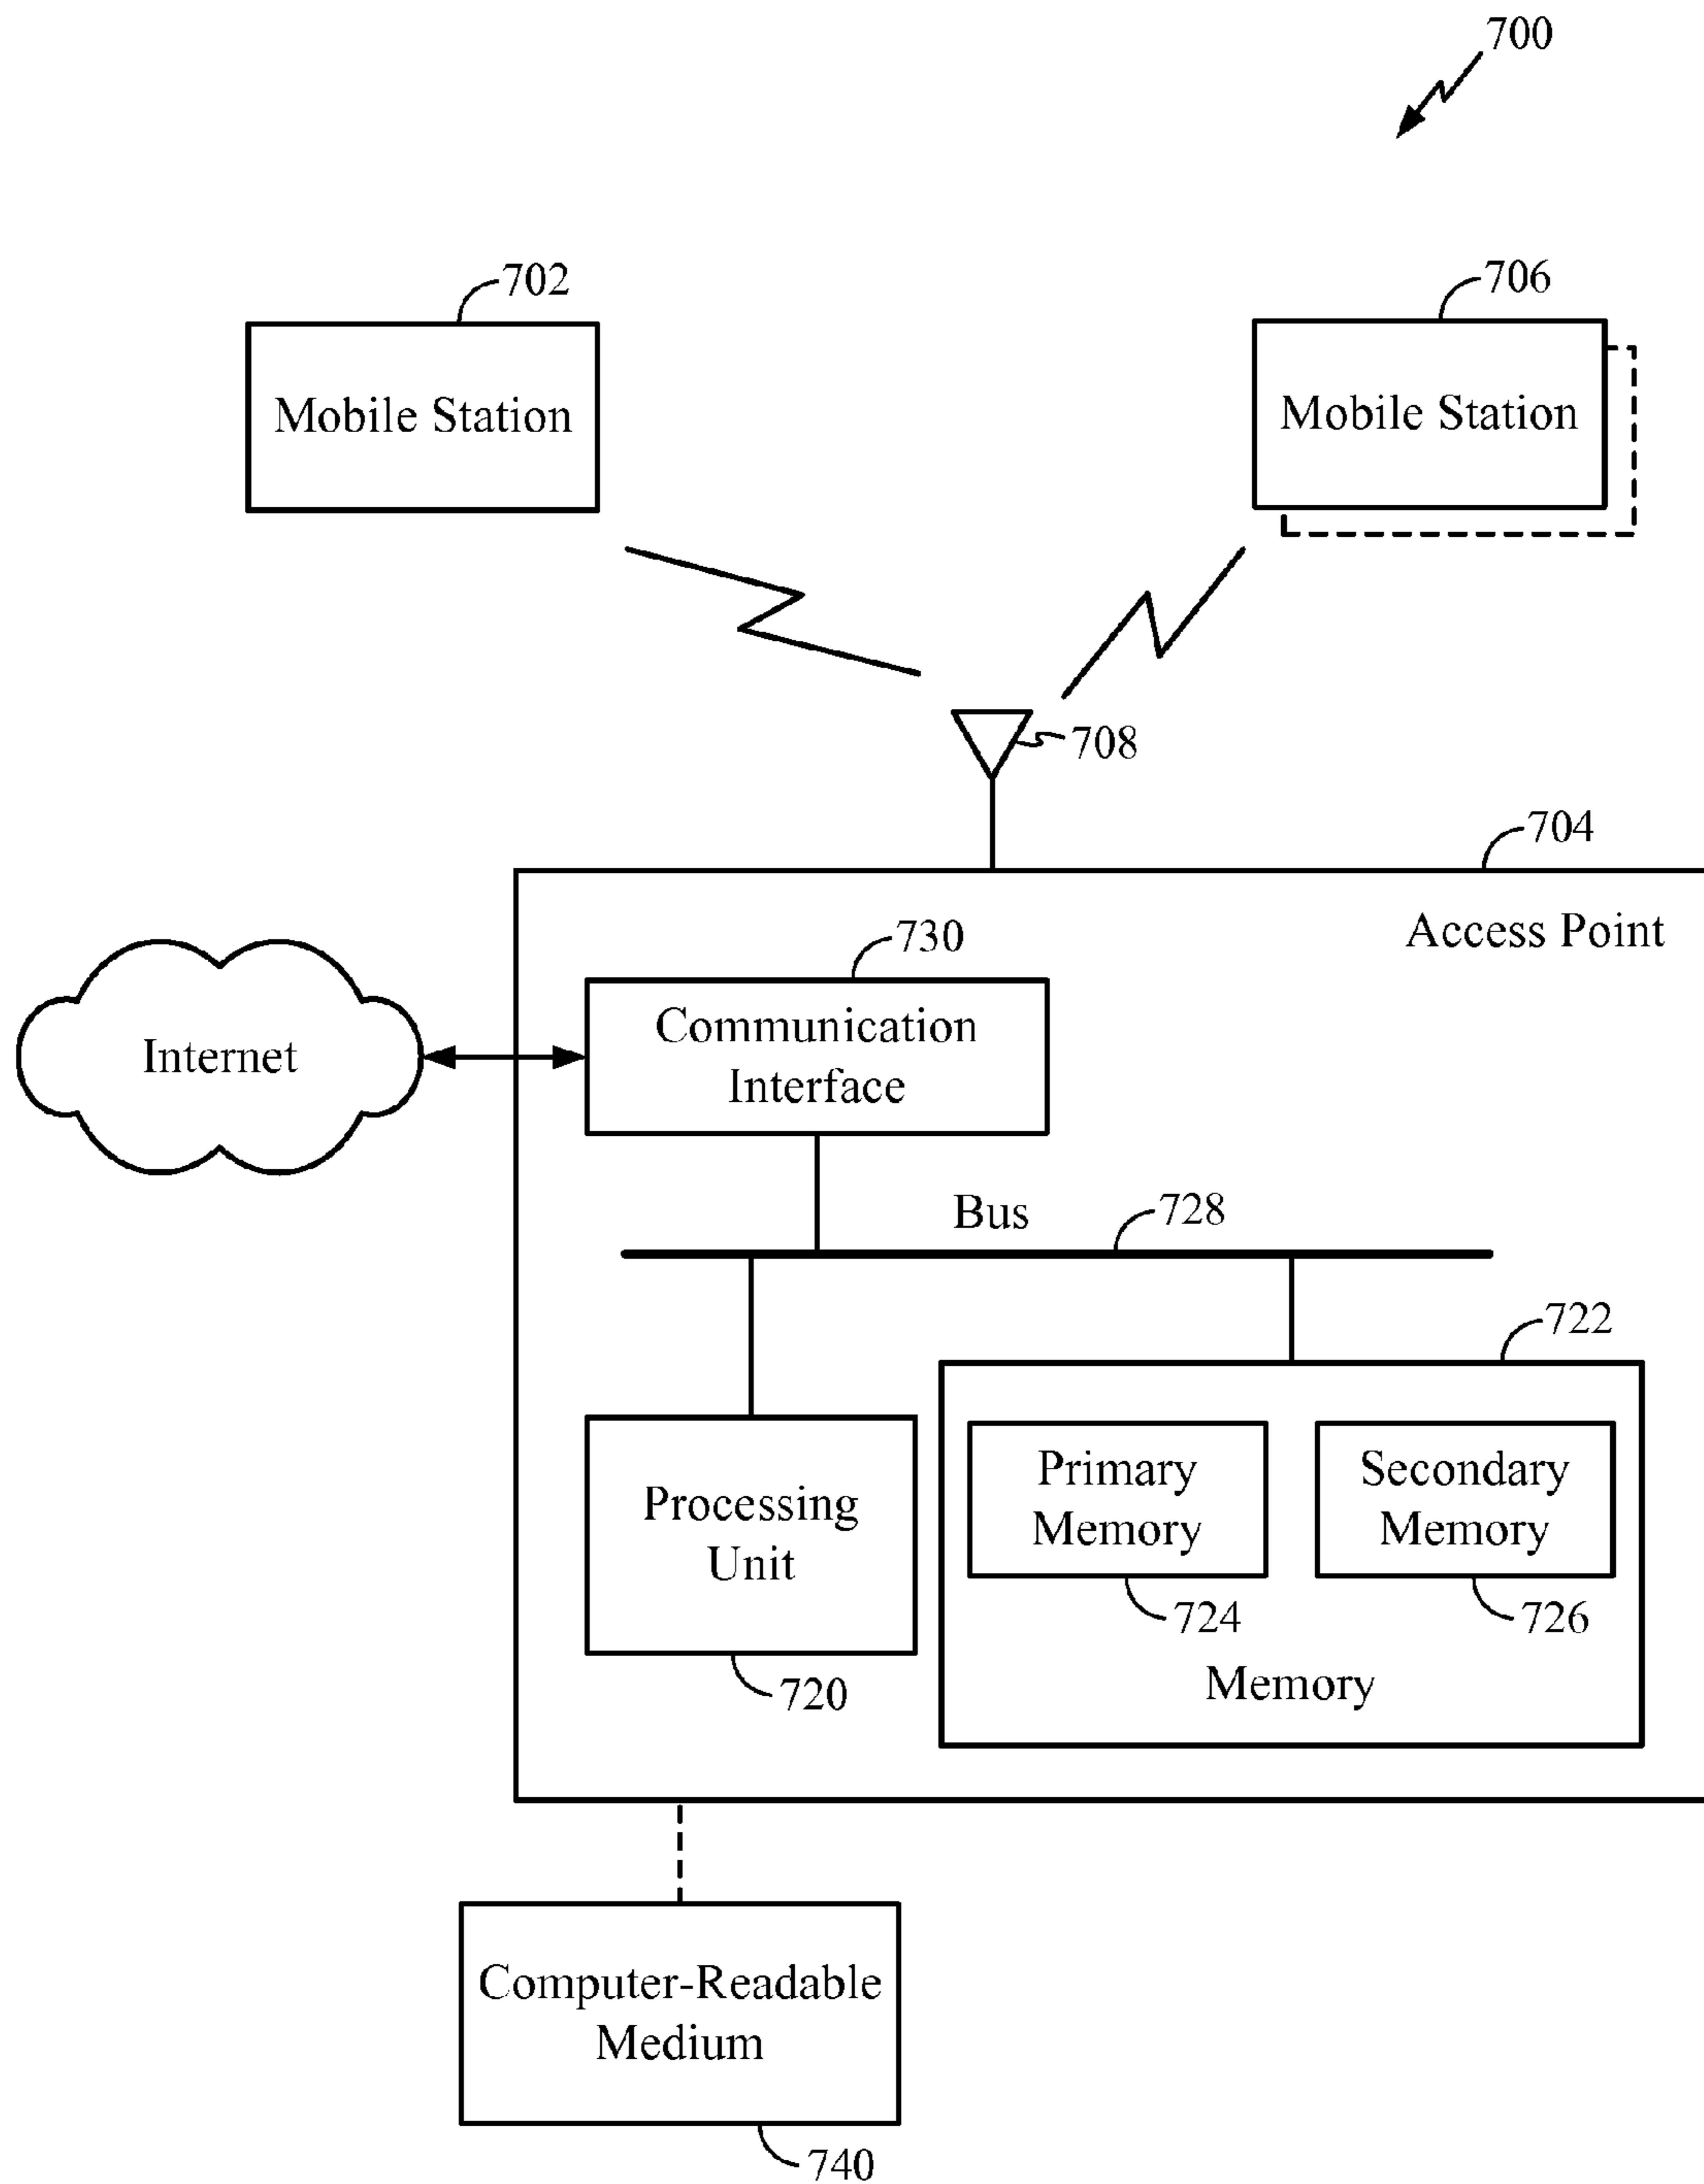 700
702
706
Mobile Station
Mobile Station
708
704
Access Point
730
Communication
Interface
Internet
Bus
728
722
Processing
Unit
Primary
Memory
Secondary
Memory
724
726
720
Memory
Computer-Readable
Medium
740